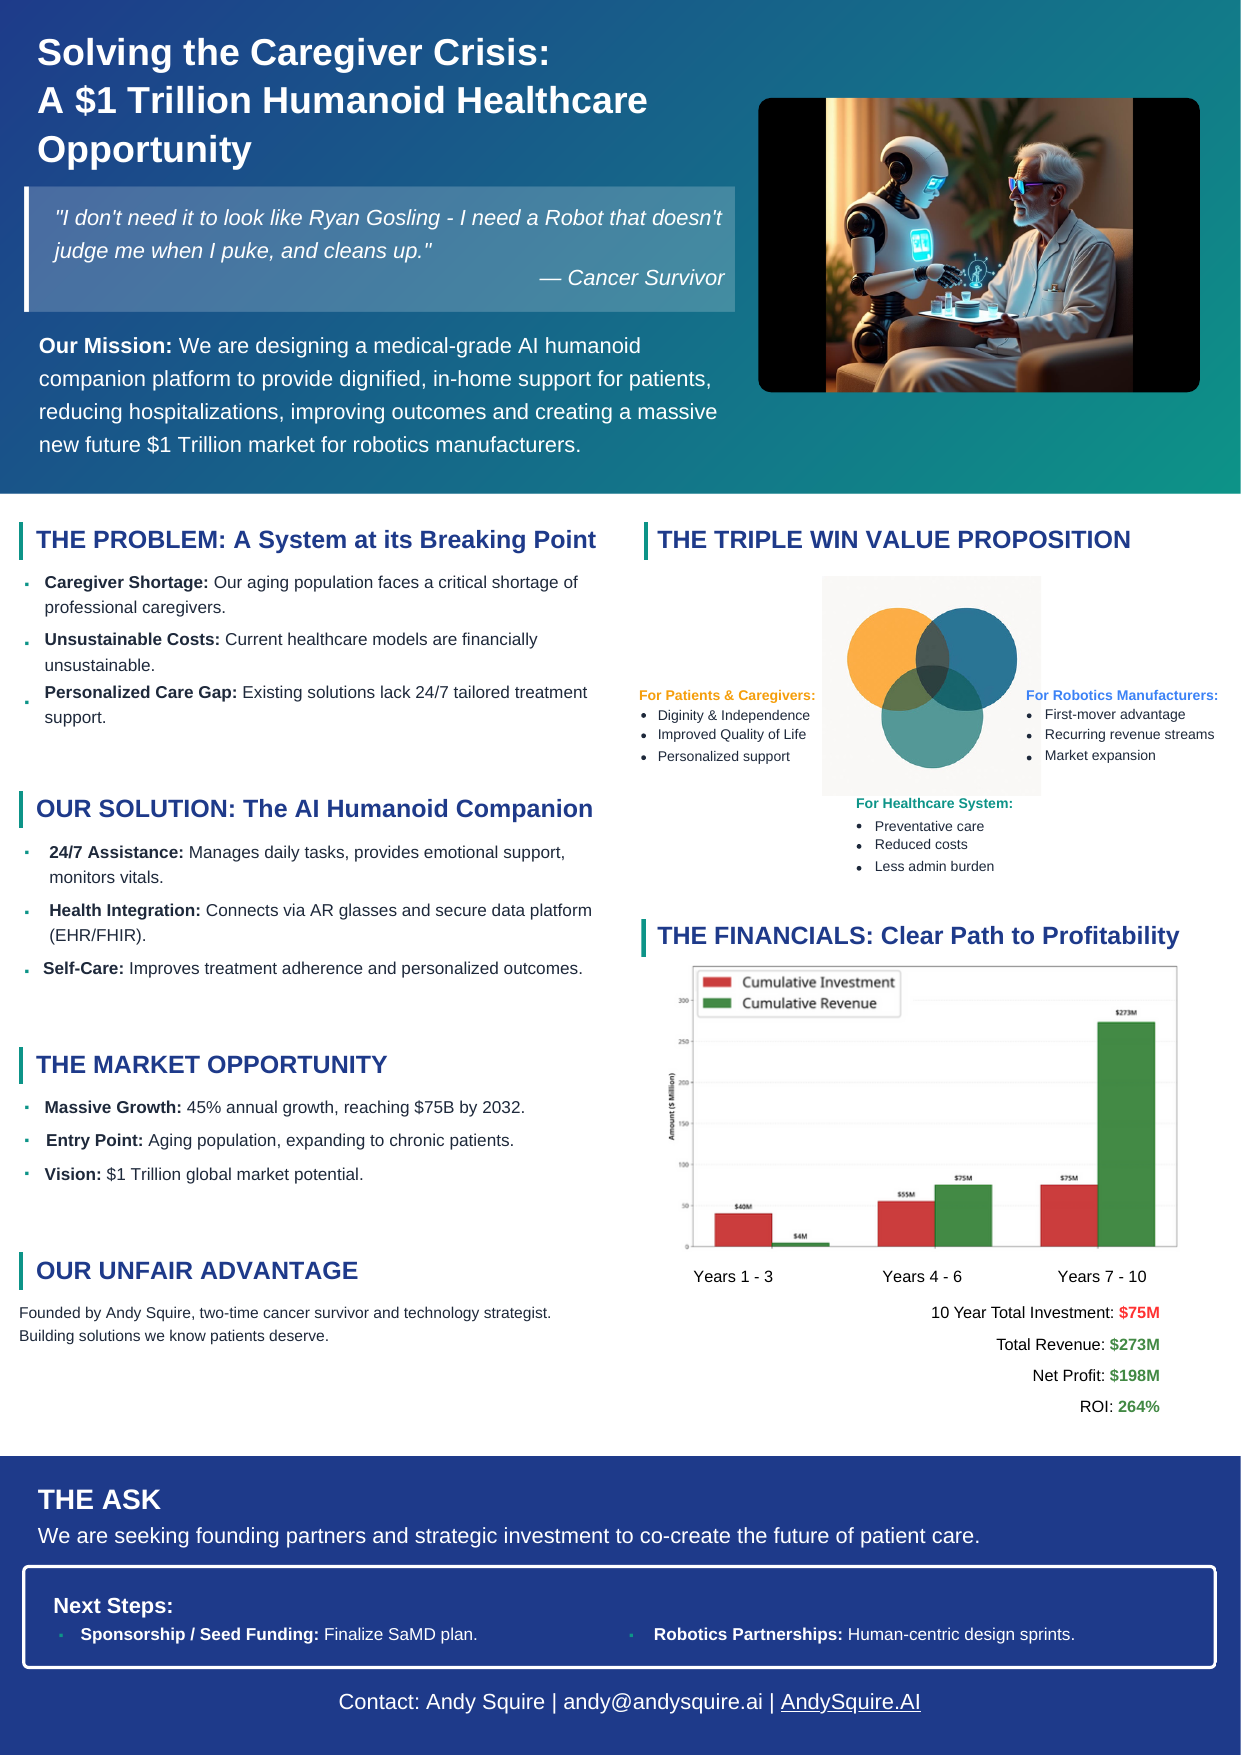 Solving the Caregiver Crisis:
A $1 Trillion Humanoid Healthcare
Opportunity
"I don't need it to look like Ryan Gosling - I need a Robot that doesn't
judge me when I puke, and cleans up."
— Cancer Survivor
Our Mission: We are designing a medical-grade AI humanoid
companion platform to provide dignified, in-home support for patients,
reducing hospitalizations, improving outcomes and creating a massive
new future $1 Trillion market for robotics manufacturers.
THE PROBLEM: A System at its Breaking Point
▪ Caregiver Shortage: Our aging population faces a critical shortage of
professional caregivers.
▪ Unsustainable Costs: Current healthcare models are financially
unsustainable.
▪ Personalized Care Gap: Existing solutions lack 24/7 tailored treatment
support.
OUR SOLUTION: The AI Humanoid Companion
▪ 24/7 Assistance: Manages daily tasks, provides emotional support,
monitors vitals.
▪ Health Integration: Connects via AR glasses and secure data platform
(EHR/FHIR).
▪ Self-Care: Improves treatment adherence and personalized outcomes.
THE MARKET OPPORTUNITY
▪ Massive Growth: 45% annual growth, reaching $75B by 2032.
▪ Entry Point: Aging population, expanding to chronic patients.
▪ Vision: $1 Trillion global market potential.
OUR UNFAIR ADVANTAGE
Founded by Andy Squire, two-time cancer survivor and technology strategist.
Building solutions we know patients deserve.
THE TRIPLE WIN VALUE PROPOSITION
For Patients & Caregivers:
• Diginity & Independence
• Improved Quality of Life
• Personalized support
For Robotics Manufacturers:
• First-mover advantage
• Recurring revenue streams
• Market expansion
For Healthcare System:
• Preventative care
• Reduced costs
• Less admin burden
THE FINANCIALS: Clear Path to Profitability
Cumulative Investment
Cumulative Revenue
Amount ($ Million)
300
250
200
150
100
50
0
$40M
$4M
$55M
$75M
$75M
$273M
Years 1 - 3
Years 4 - 6
Years 7 - 10
10 Year Total Investment: $75M
Total Revenue: $273M
Net Profit: $198M
ROI: 264%
THE ASK
We are seeking founding partners and strategic investment to co-create the future of patient care.
Next Steps:
▪ Sponsorship / Seed Funding: Finalize SaMD plan.
▪ Robotics Partnerships: Human-centric design sprints.
Contact: Andy Squire | andy@andysquire.ai | AndySquire.AI